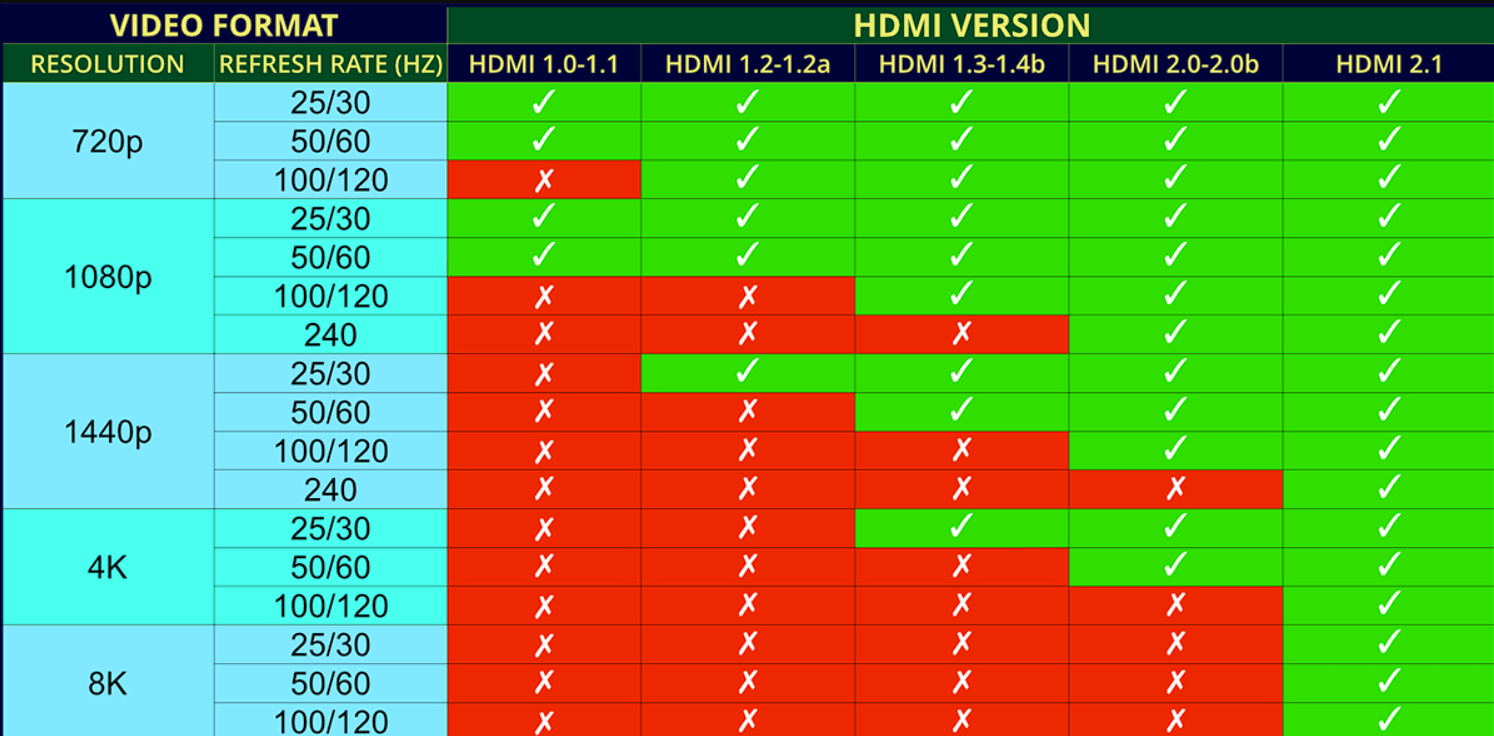 VIDEO FORMAT HDMI VERSION
RESOLUTION REFRESH RATE (HZ) HDMI 1.0-1.1 HDMI 1.2-1.2a HDMI 1.3-1.4b HDMI 2.0-2.0b HDMI 2.1
720p 25/30 ✓ ✓ ✓ ✓ ✓
50/60 ✓ ✓ ✓ ✓ ✓
100/120 ✗ ✓ ✓ ✓ ✓
1080p 25/30 ✓ ✓ ✓ ✓ ✓
50/60 ✓ ✓ ✓ ✓ ✓
100/120 ✗ ✗ ✓ ✓ ✓
240 ✗ ✗ ✗ ✓ ✓
1440p 25/30 ✗ ✓ ✓ ✓ ✓
50/60 ✗ ✗ ✓ ✓ ✓
100/120 ✗ ✗ ✗ ✓ ✓
240 ✗ ✗ ✗ ✗ ✓
4K 25/30 ✗ ✗ ✓ ✓ ✓
50/60 ✗ ✗ ✗ ✓ ✓
100/120 ✗ ✗ ✗ ✗ ✓
8K 25/30 ✗ ✗ ✗ ✗ ✓
50/60 ✗ ✗ ✗ ✗ ✓
100/120 ✗ ✗ ✗ ✗ ✓